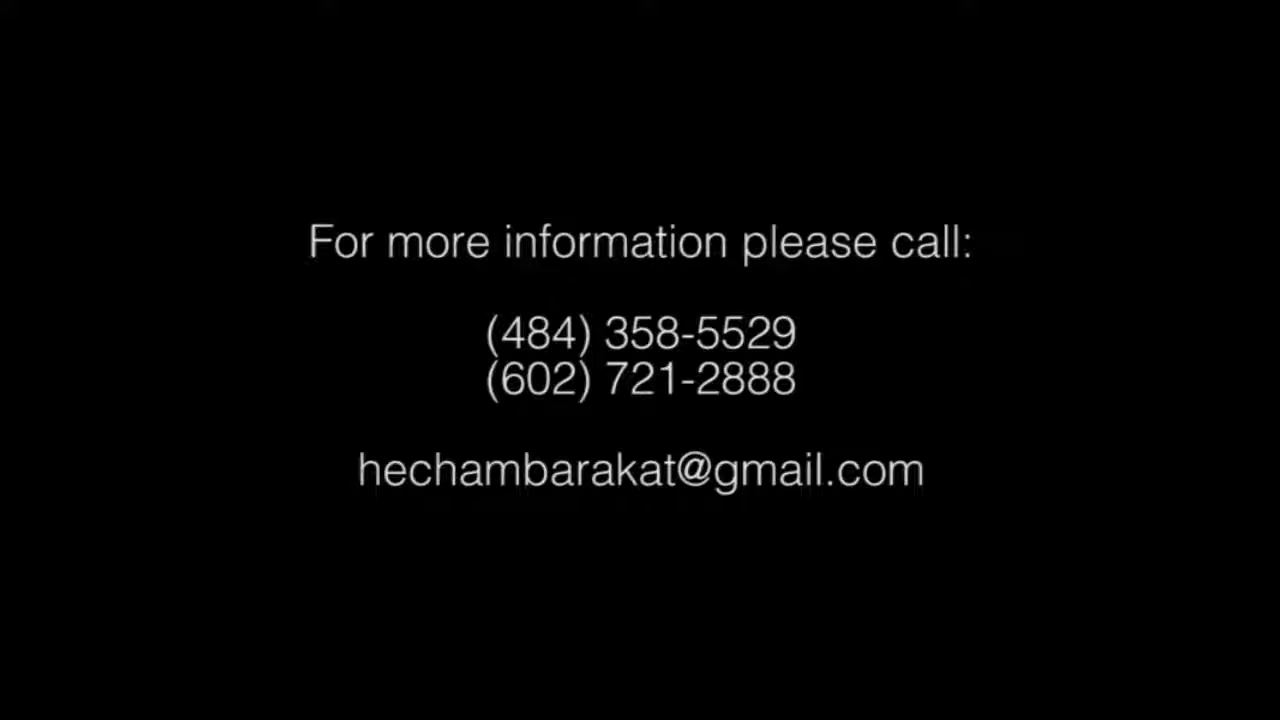 For more information please call:
(484) 358-5529
(602) 721-2888
hechambarakat@gmail.com